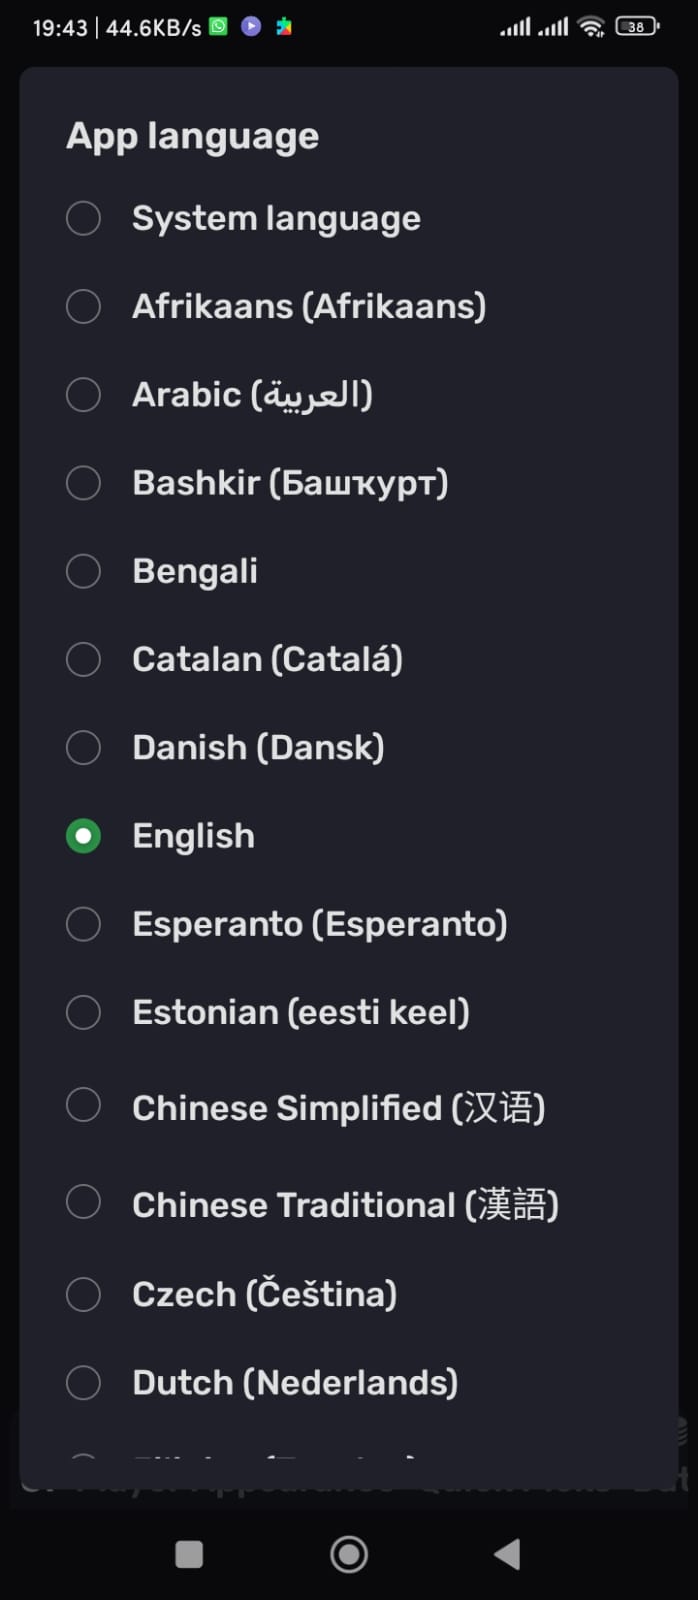 19:43 | 44.6KB/s
38
App language
System language
Afrikaans (Afrikaans)
Arabic (العربية)
Bashkir (Башҡурт)
Bengali
Catalan (Catalá)
Danish (Dansk)
English
Esperanto (Esperanto)
Estonian (eesti keel)
Chinese Simplified (汉语)
Chinese Traditional (漢語)
Czech (Čeština)
Dutch (Nederlands)